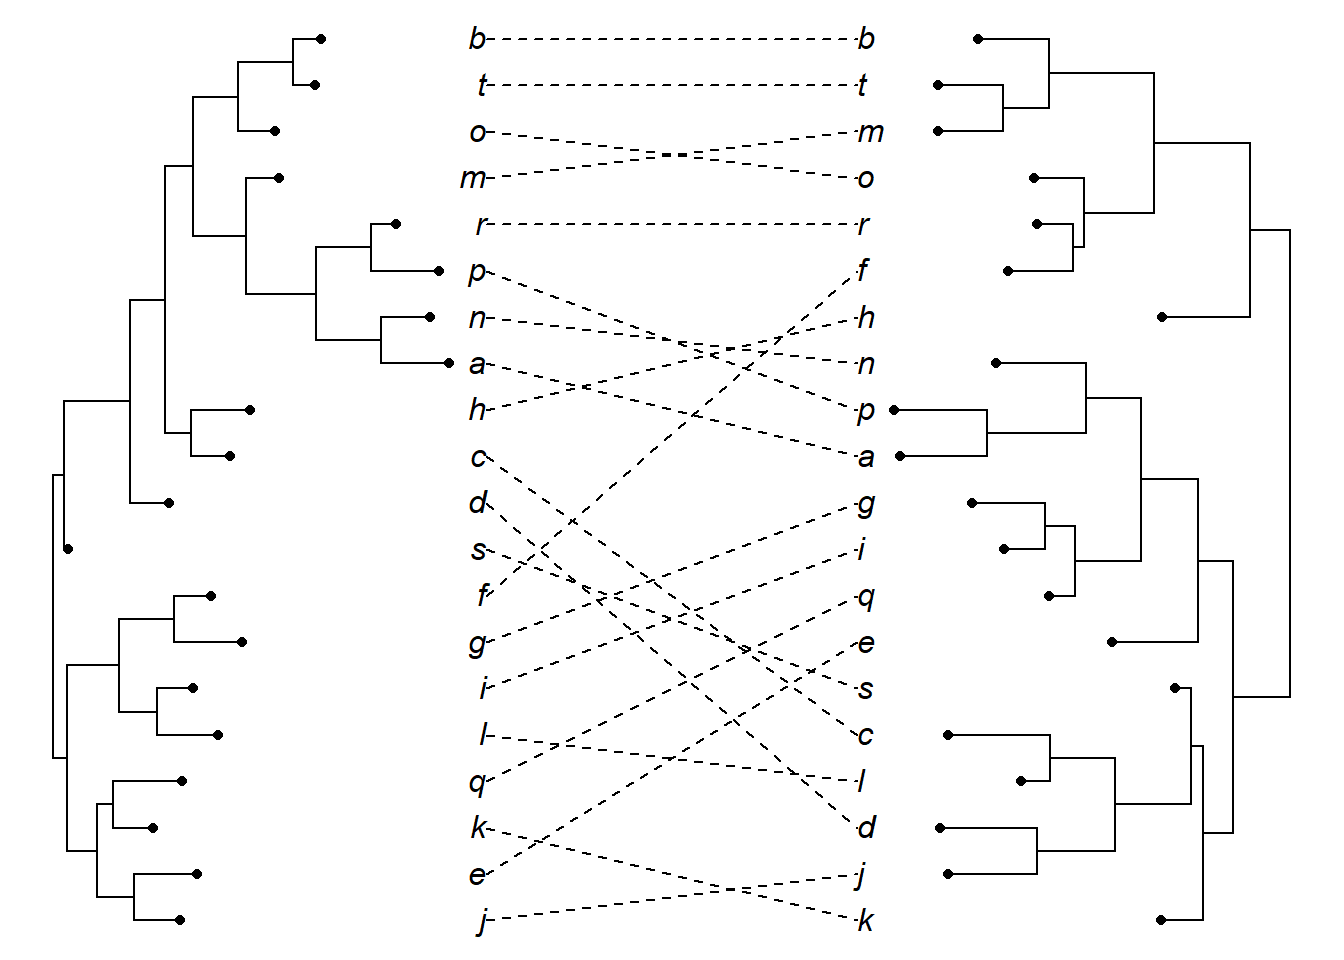 b b
t t
o m
m o
r r
p f
n h
a n
h p
c a
d g
s i
f q
g e
i s
l c
q l
k d
e j
j k